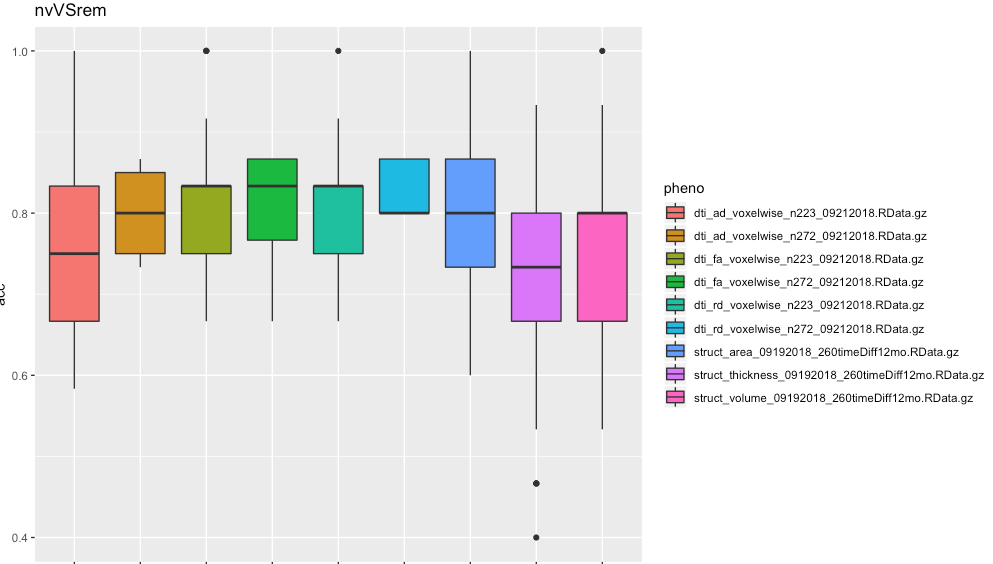 nvVSrem
1.0
0.8
0.6
0.4
acc
pheno
dti_ad_voxelwise_n223_09212018.RData.gz
dti_ad_voxelwise_n272_09212018.RData.gz
dti_fa_voxelwise_n223_09212018.RData.gz
dti_fa_voxelwise_n272_09212018.RData.gz
dti_rd_voxelwise_n223_09212018.RData.gz
dti_rd_voxelwise_n272_09212018.RData.gz
struct_area_09192018_260timeDiff12mo.RData.gz
struct_thickness_09192018_260timeDiff12mo.RData.gz
struct_volume_09192018_260timeDiff12mo.RData.gz